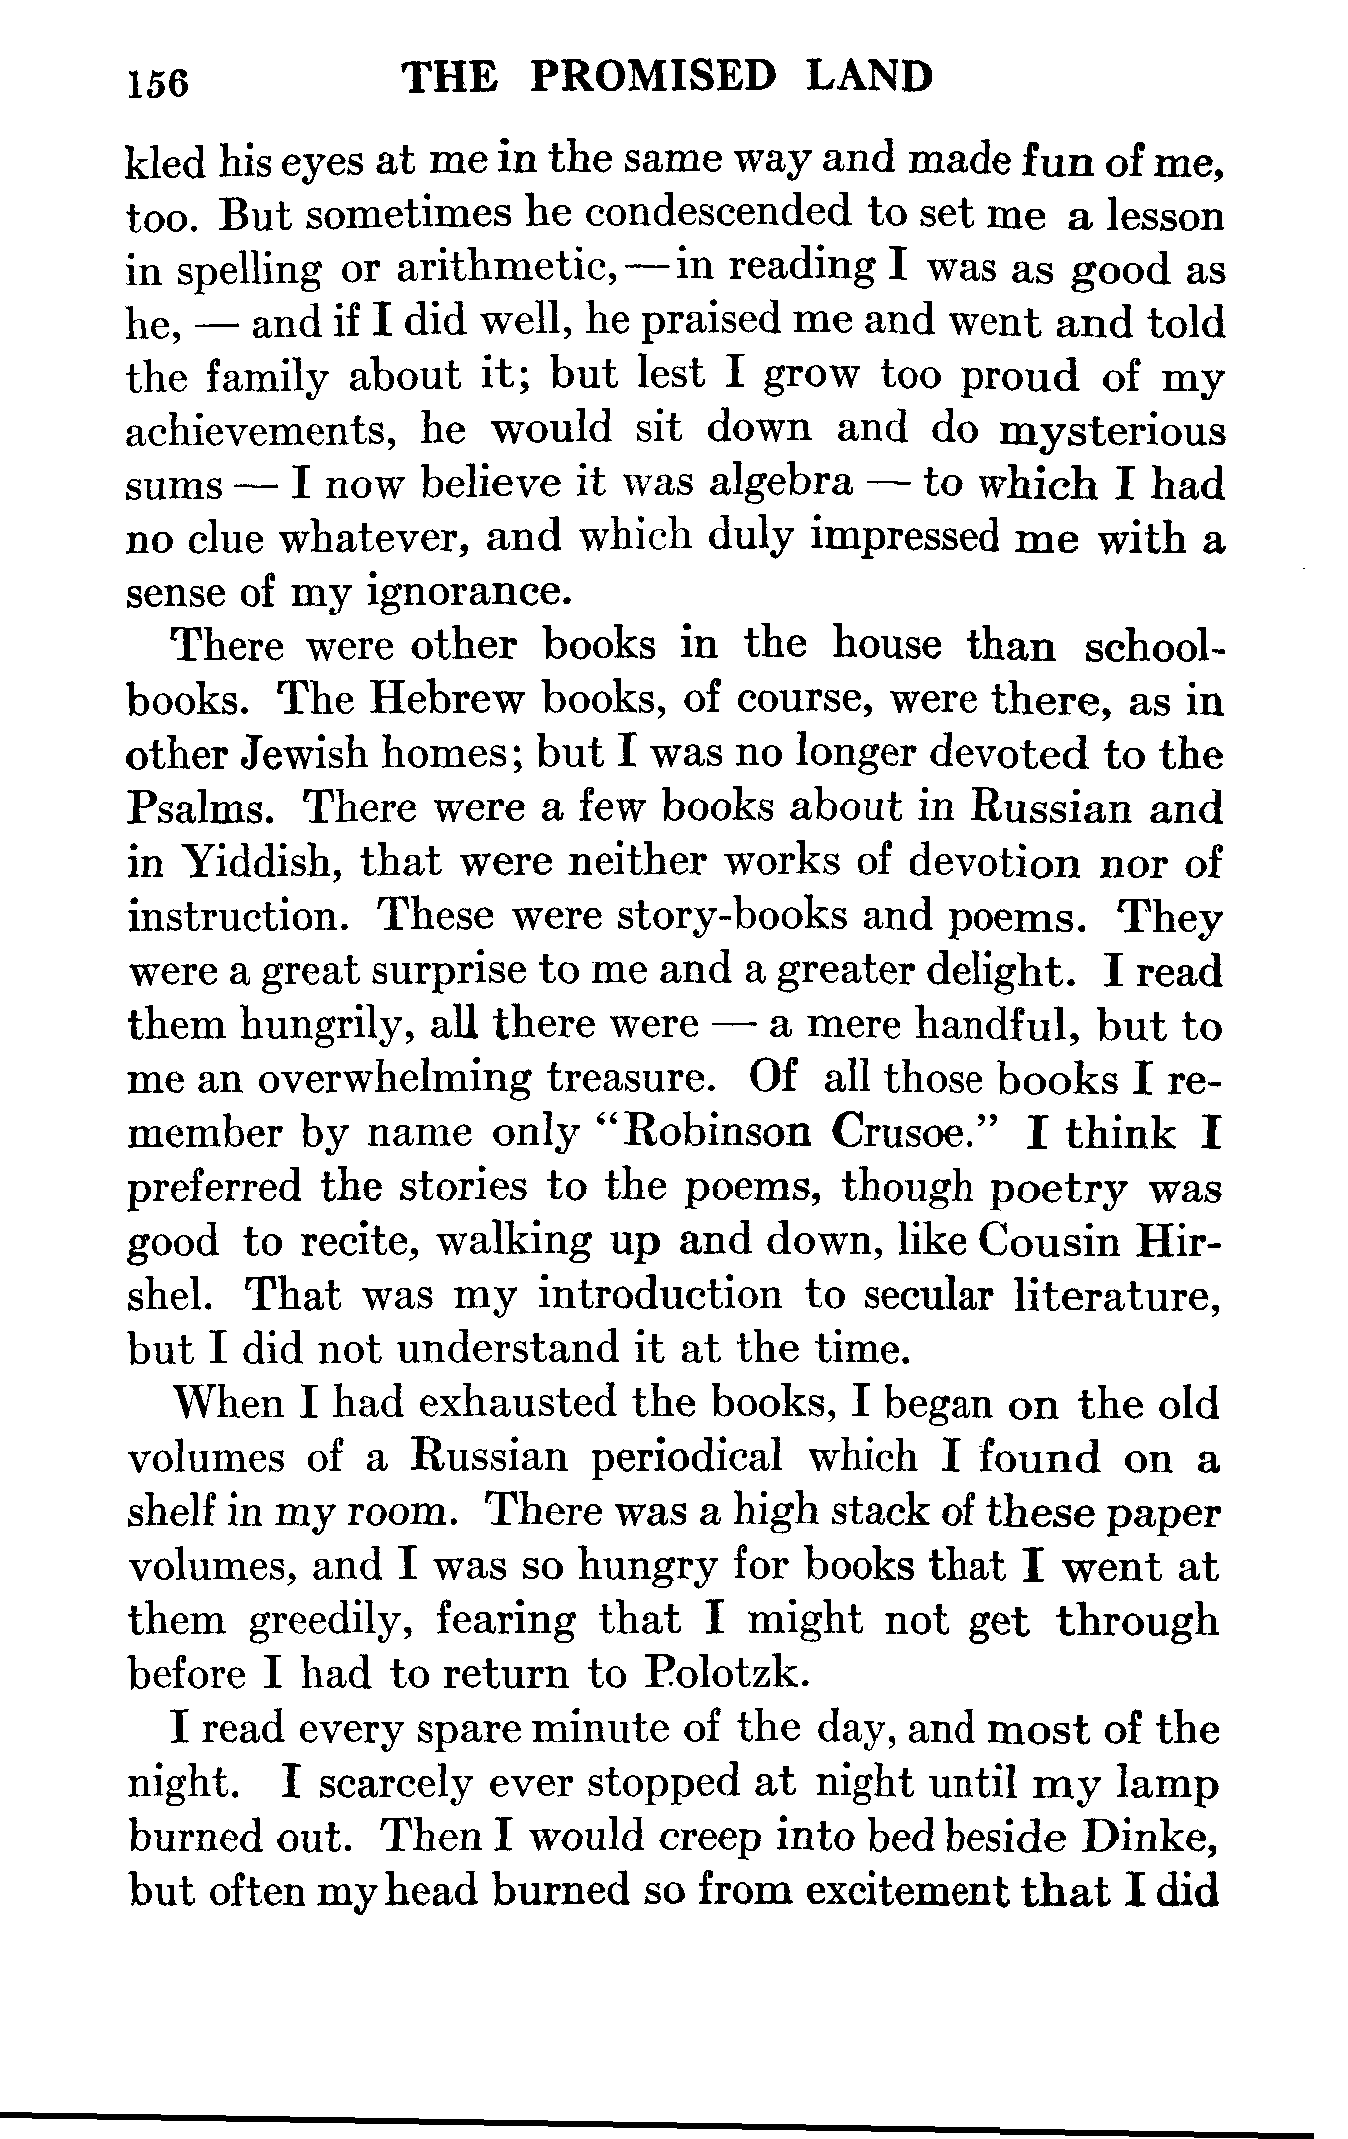 156 THE PROMISED LAND
kled his eyes at me in the same way and made fun of me,
too. But sometimes he condescended to set me a lesson
in spelling or arithmetic, — in reading I was as good as
he, — and if I did well, he praised me and went and told
the family about it; but lest I grow too proud of my
achievements, he would sit down and do mysterious
sums — I now believe it was algebra — to which I had
no clue whatever, and which duly impressed me with a
sense of my ignorance.
There were other books in the house than school-
books. The Hebrew books, of course, were there, as in
other Jewish homes; but I was no longer devoted to the
Psalms. There were a few books about in Russian and
in Yiddish, that were neither works of devotion nor of
instruction. These were story-books and poems. They
were a great surprise to me and a greater delight. I read
them hungrily, all there were — a mere handful, but to
me an overwhelming treasure. Of all those books I re-
member by name only “Robinson Crusoe.” I think I
preferred the stories to the poems, though poetry was
good to recite, walking up and down, like Cousin Hir-
shel. That was my introduction to secular literature,
but I did not understand it at the time.
When I had exhausted the books, I began on the old
volumes of a Russian periodical which I found on a
shelf in my room. There was a high stack of these paper
volumes, and I was so hungry for books that I went at
them greedily, fearing that I might not get through
before I had to return to Polotzk.
I read every spare minute of the day, and most of the
night. I scarcely ever stopped at night until my lamp
burned out. Then I would creep into bed beside Dinke,
but often my head burned so from excitement that I did